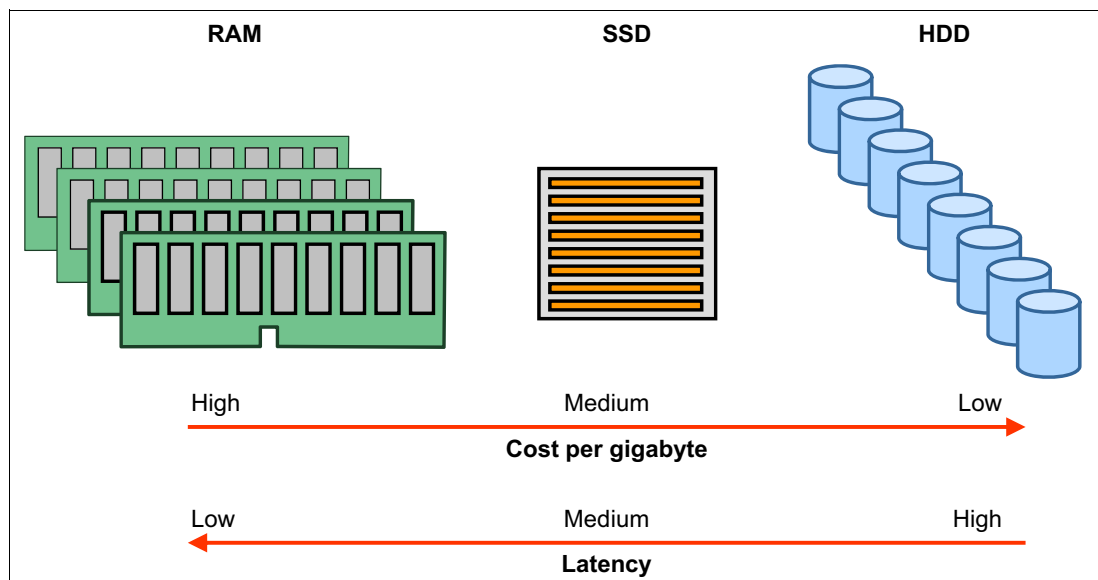 RAM SSD HDD
High Medium Low
Cost per gigabyte
Low Medium High
Latency